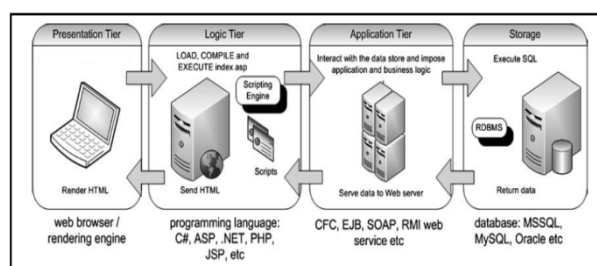 Presentation Tier
Render HTML
web browser /
rendering engine
Logic Tier
LOAD, COMPILE and
EXECUTE index.asp
Scripting
Engine
Scripts
Send HTML
programming language:
C#, ASP, .NET, PHP,
JSP, etc
Application Tier
Interact with the data store and impose
application and business logic
Serve data to Web server
CFC, EJB, SOAP, RMI web
service etc
Storage
Execute SQL
RDBMS
Return data
database: MSSQL,
MySQL, Oracle etc